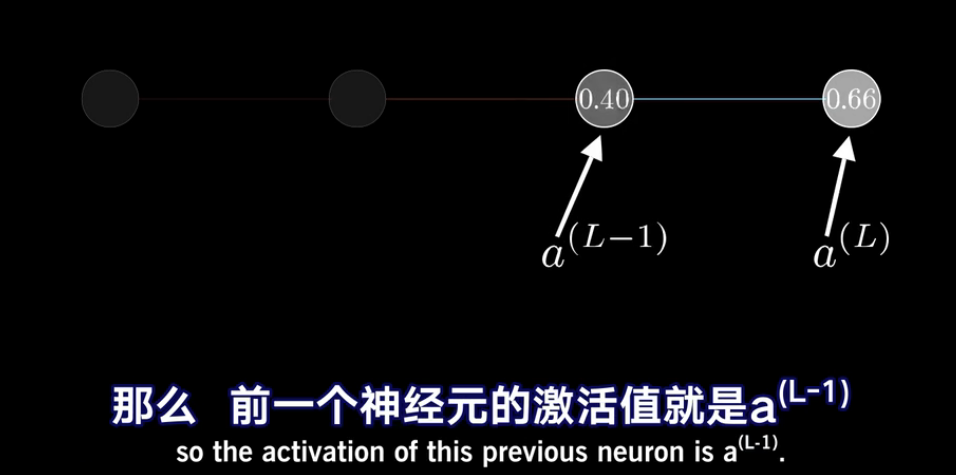 0.40 0.66
a^(L−1) a^(L)
那么 前一个神经元的激活值就是a^(L-1)
so the activation of this previous neuron is a^(L-1).